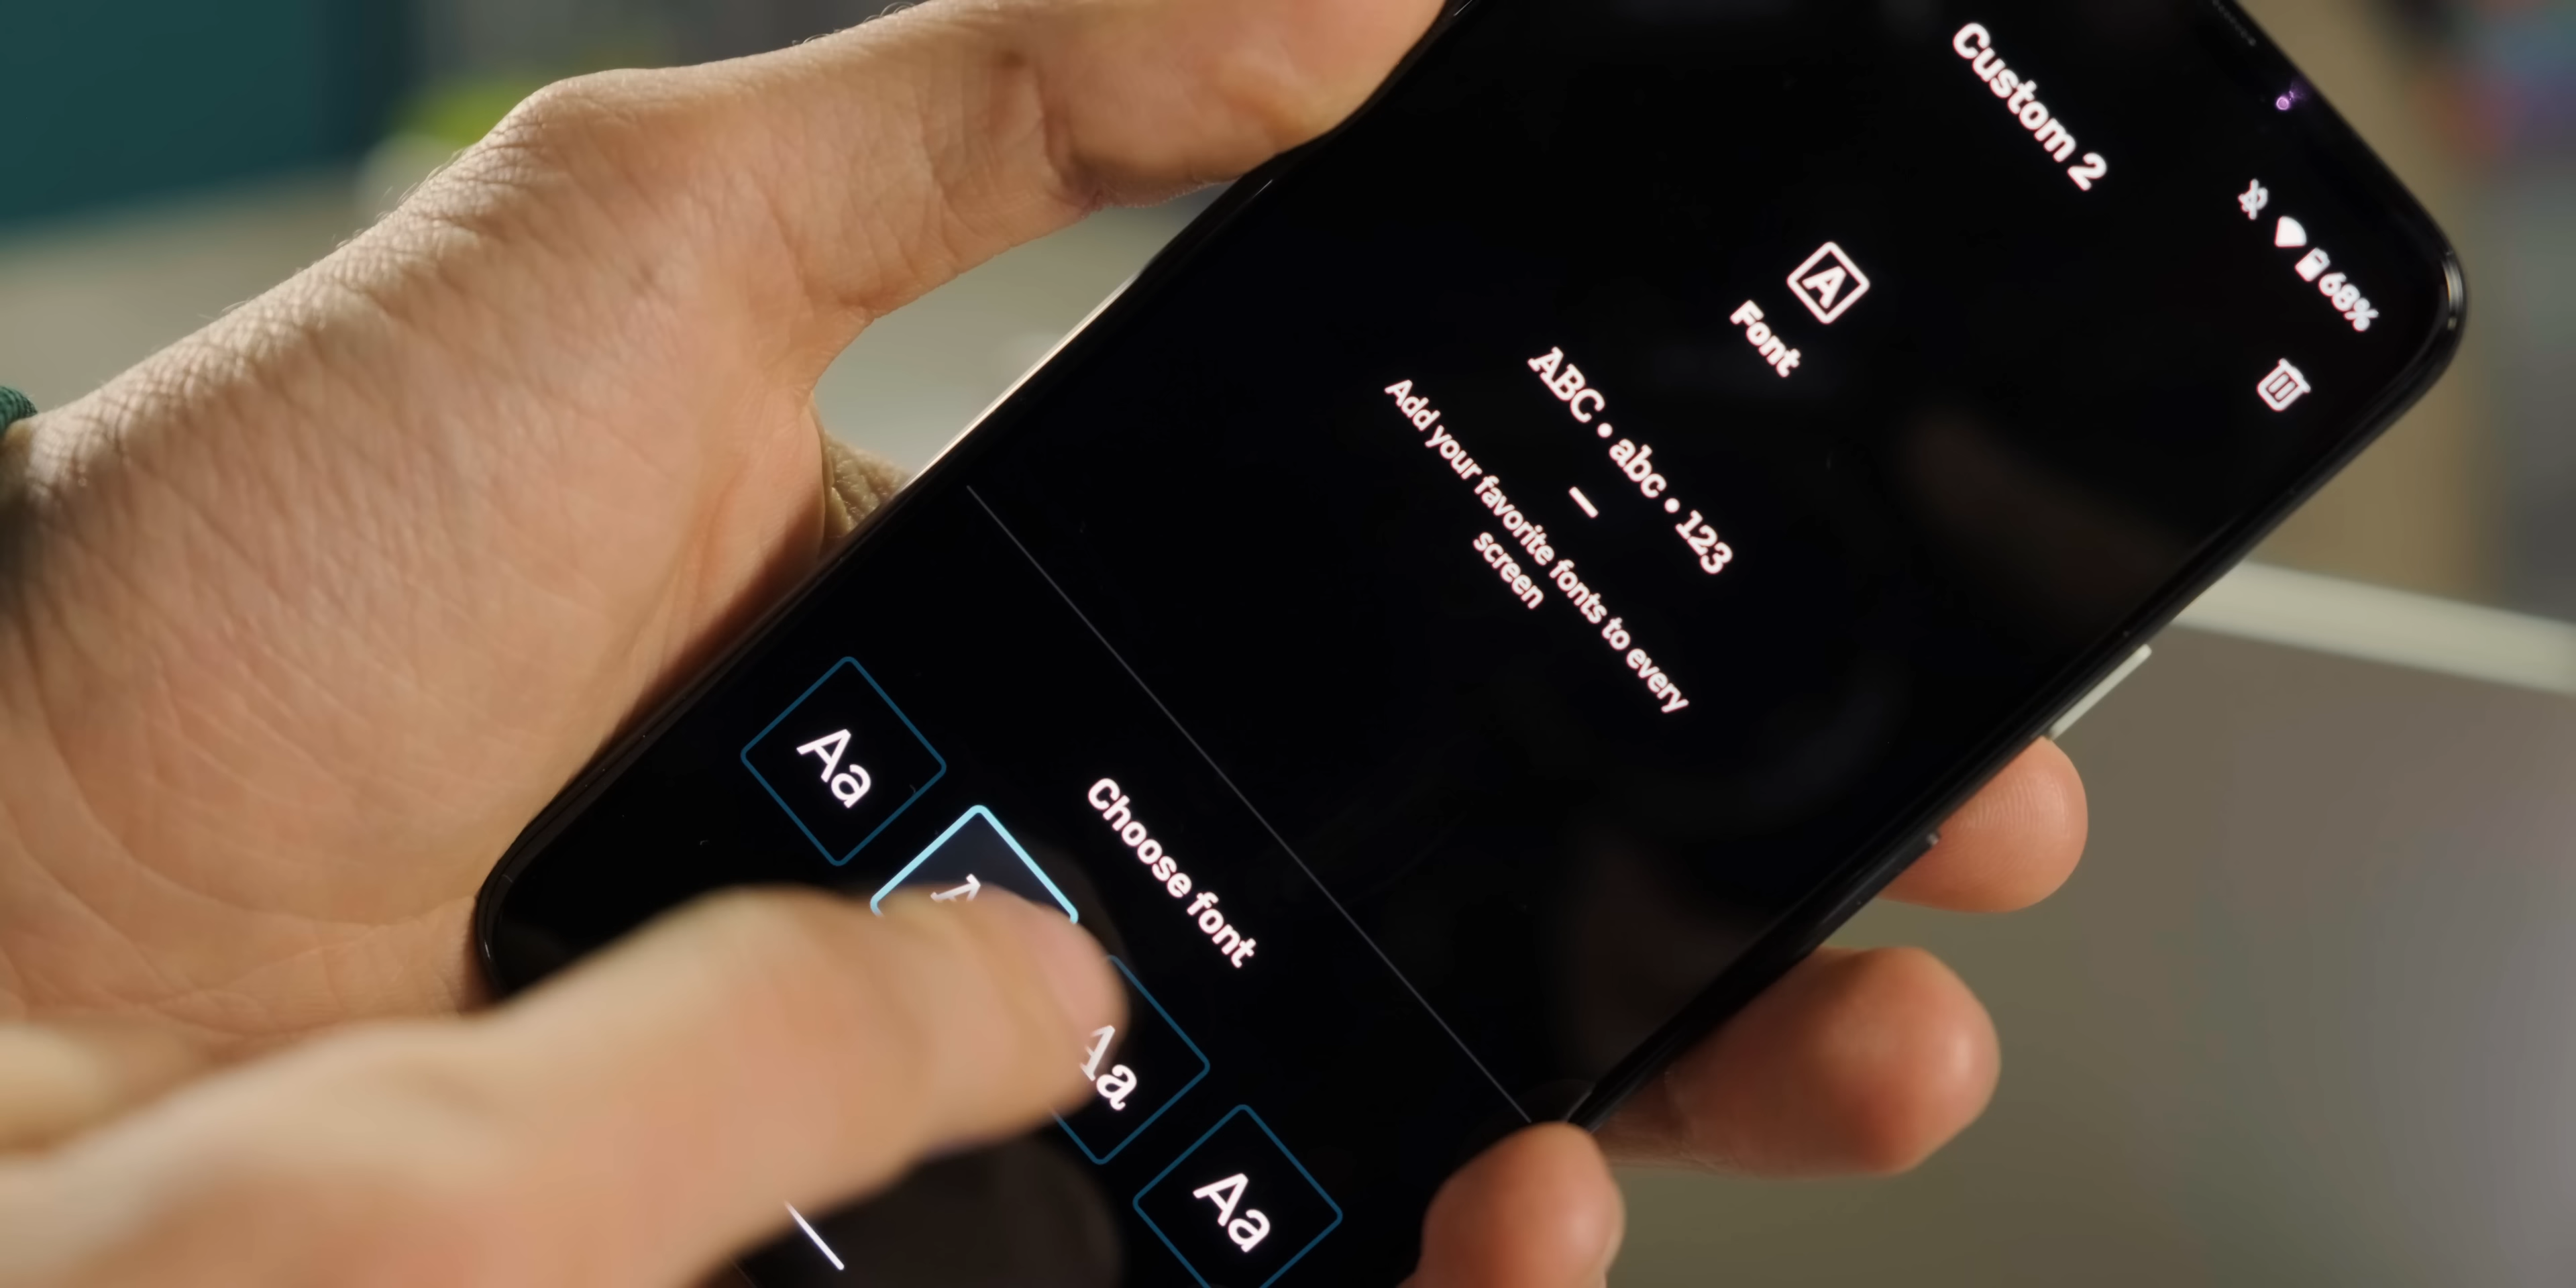 68%
Custom 2
A
Font
ABC • abc • 123
Add your favorite fonts to every
screen
Choose font
Aa
A
Aa
Aa